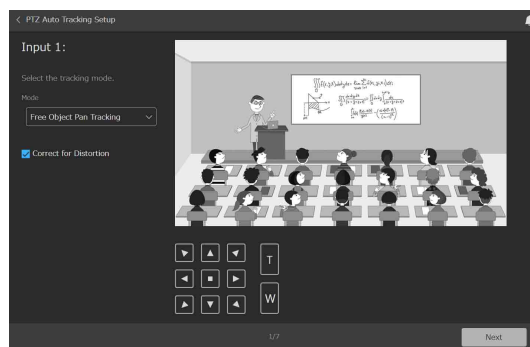 PTZ Auto Tracking Setup
Input 1:
Select the tracking mode.
Mode
Free Object Pan Tracking
Correct for Distortion
T
W
1/7
Next